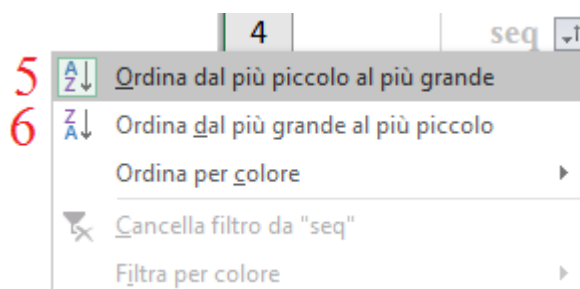 4 seq
5 Ordina dal più piccolo al più grande
6 Ordina dal più grande al più piccolo
Ordina per colore
Cancella filtro da "seq"
Filtra per colore